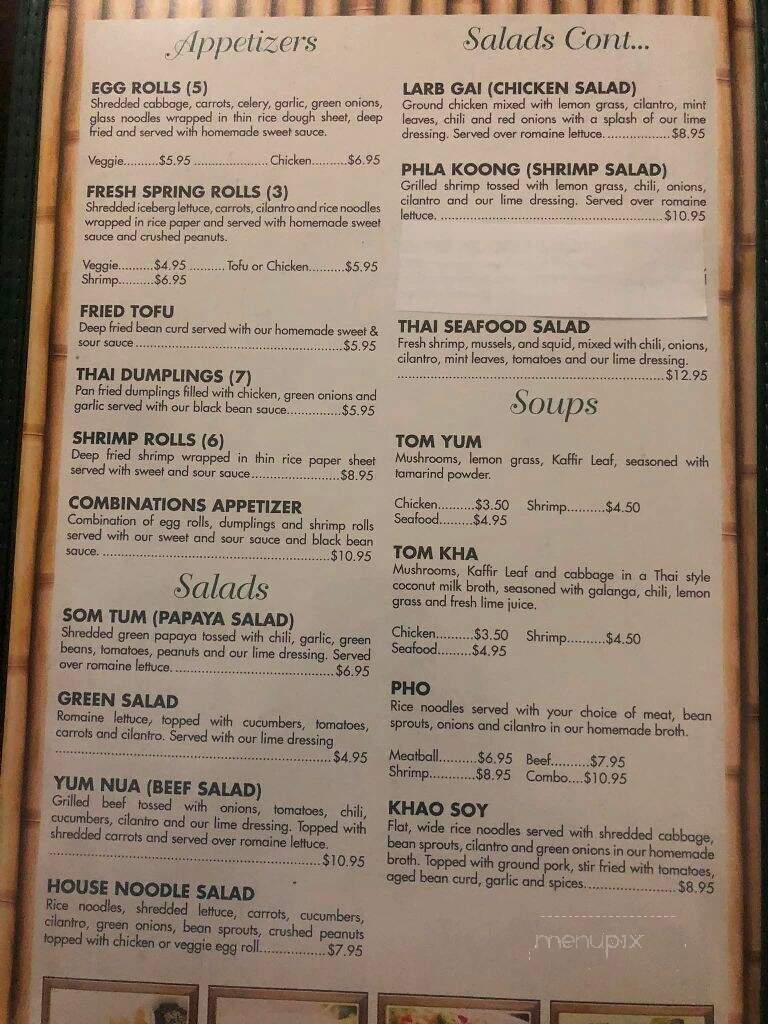 Appetizers
EGG ROLLS (5)
Shredded cabbage, carrots, celery, garlic, green onions,
glass noodles wrapped in thin rice dough sheet, deep
fried and served with homemade sweet sauce.
Veggie.........$5.95 ...................Chicken.........$6.95
FRESH SPRING ROLLS (3)
Shredded iceberg lettuce, carrots, cilantro and rice noodles
wrapped in rice paper and served with homemade sweet
sauce and crushed peanuts.
Veggie.........$4.95 ..........Tofu or Chicken.........$5.95
Shrimp.........$6.95
FRIED TOFU
Deep fried bean curd served with our homemade sweet &
sour sauce ....................................................$5.95
THAI DUMPLINGS (7)
Pan fried dumplings filled with chicken, green onions and
garlic served with our black bean sauce..............$5.95
SHRIMP ROLLS (6)
Deep fried shrimp wrapped in thin rice paper sheet
served with sweet and sour sauce.......................$8.95
COMBINATIONS APPETIZER
Combination of egg rolls, dumplings and shrimp rolls
served with our sweet and sour sauce and black bean
sauce. .........................................................$10.95
Salads
SOM TUM (PAPAYA SALAD)
Shredded green papaya tossed with chili, garlic, green
beans, tomatoes, peanuts and our lime dressing. Served
over romaine lettuce. ........................................$6.95
GREEN SALAD
Romaine lettuce, topped with cucumbers, tomatoes,
carrots and cilantro. Served with our lime dressing
......................................................................$4.95
YUM NUA (BEEF SALAD)
Grilled beef tossed with onions, tomatoes, chili,
cucumbers, cilantro and our lime dressing. Topped with
shredded carrots and served over romaine lettuce.
....................................................................$10.95
HOUSE NOODLE SALAD
Rice noodles, shredded lettuce, carrots, cucumbers,
cilantro, green onions, bean sprouts, crushed peanuts
topped with chicken or veggie egg roll.................$7.95
Salads Cont...
LARB GAI (CHICKEN SALAD)
Ground chicken mixed with lemon grass, cilantro, mint
leaves, chili and red onions with a splash of our lime
dressing. Served over romaine lettuce. ................$8.95
PHLA KOONG (SHRIMP SALAD)
Grilled shrimp tossed with lemon grass, chili, onions,
cilantro and our lime dressing. Served over romaine
lettuce. ........................................................$10.95
THAI SEAFOOD SALAD
Fresh shrimp, mussels, and squid, mixed with chili, onions,
cilantro, mint leaves, tomatoes and our lime dressing.
....................................................................$12.95
Soups
TOM YUM
Mushrooms, lemon grass, Kaffir Leaf, seasoned with
tamarind powder.
Chicken..........$3.50 Shrimp..........$4.50
Seafood.........$4.95
TOM KHA
Mushrooms, Kaffir Leaf and cabbage in a Thai style
coconut milk broth, seasoned with galanga, chili, lemon
grass and fresh lime juice.
Chicken..........$3.50 Shrimp..........$4.50
Seafood.........$4.95
PHO
Rice noodles served with your choice of meat, bean
sprouts, onions and cilantro in our homemade broth.
Meatball.........$6.95 Beef..........$7.95
Shrimp............$8.95 Combo....$10.95
KHAO SOY
Flat, wide rice noodles served with shredded cabbage,
bean sprouts, cilantro and green onions in our homemade
broth. Topped with ground pork, stir fried with tomatoes,
aged bean curd, garlic and spices.......................$8.95
menupix